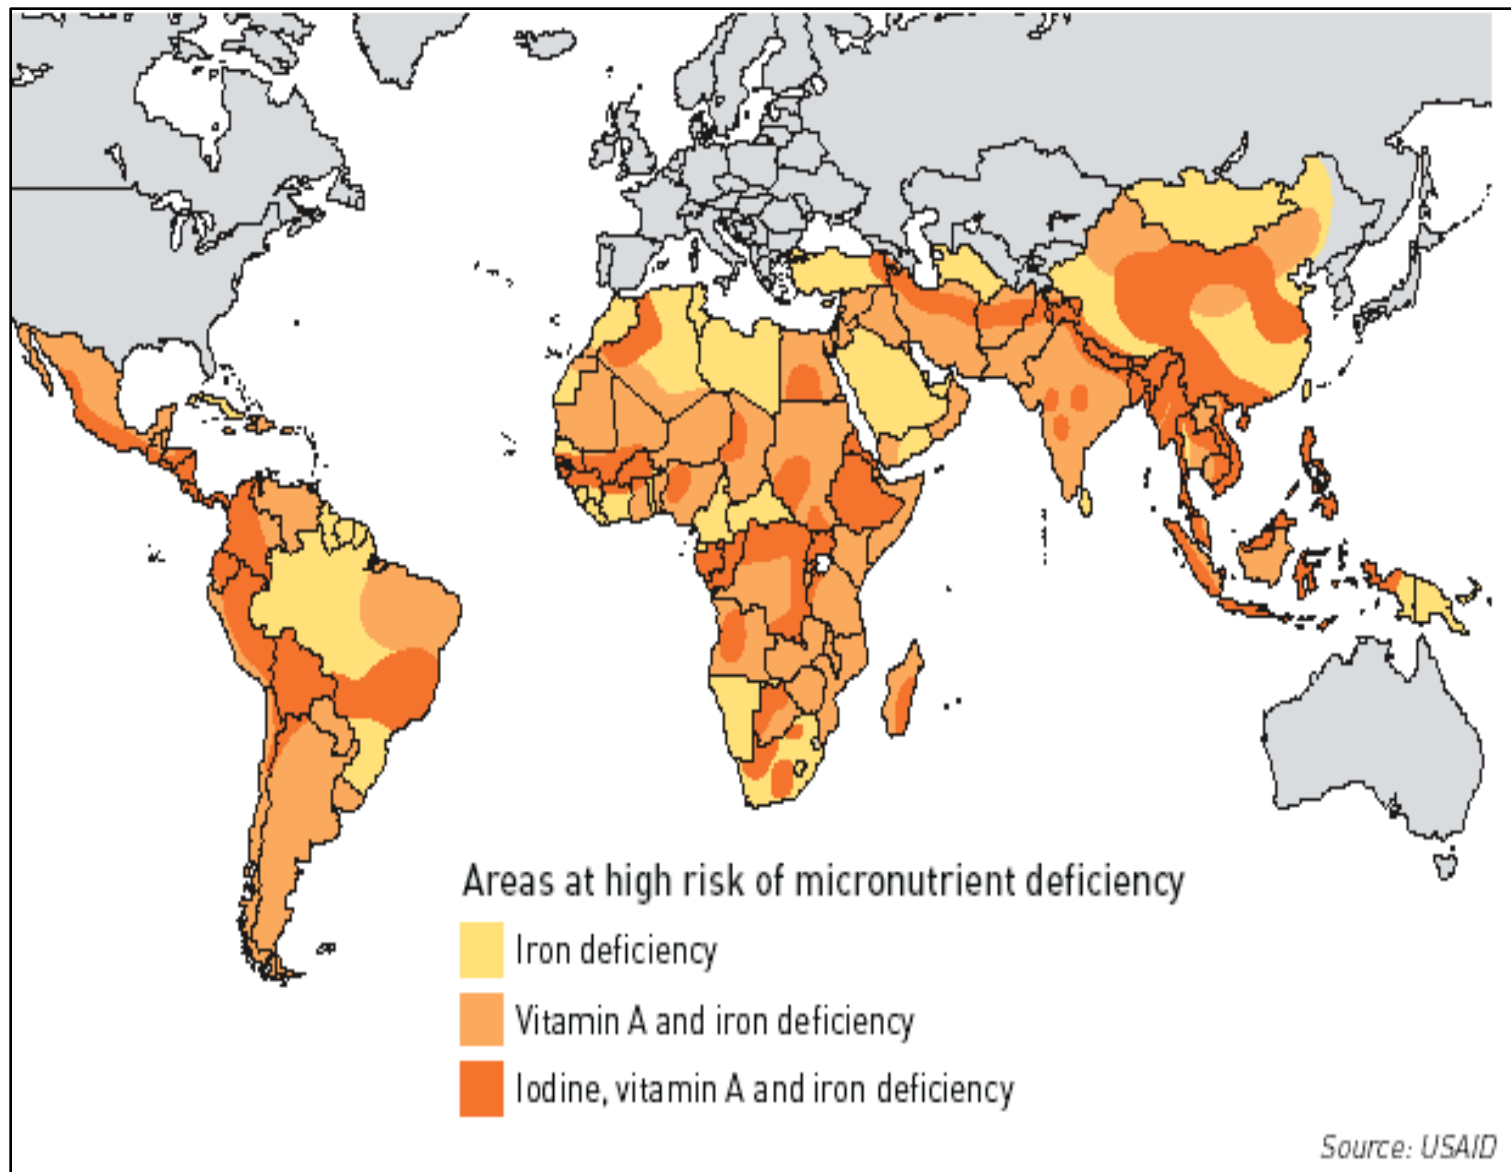 Areas at high risk of micronutrient deficiency
Iron deficiency
Vitamin A and iron deficiency
Iodine, vitamin A and iron deficiency
Source: USAID